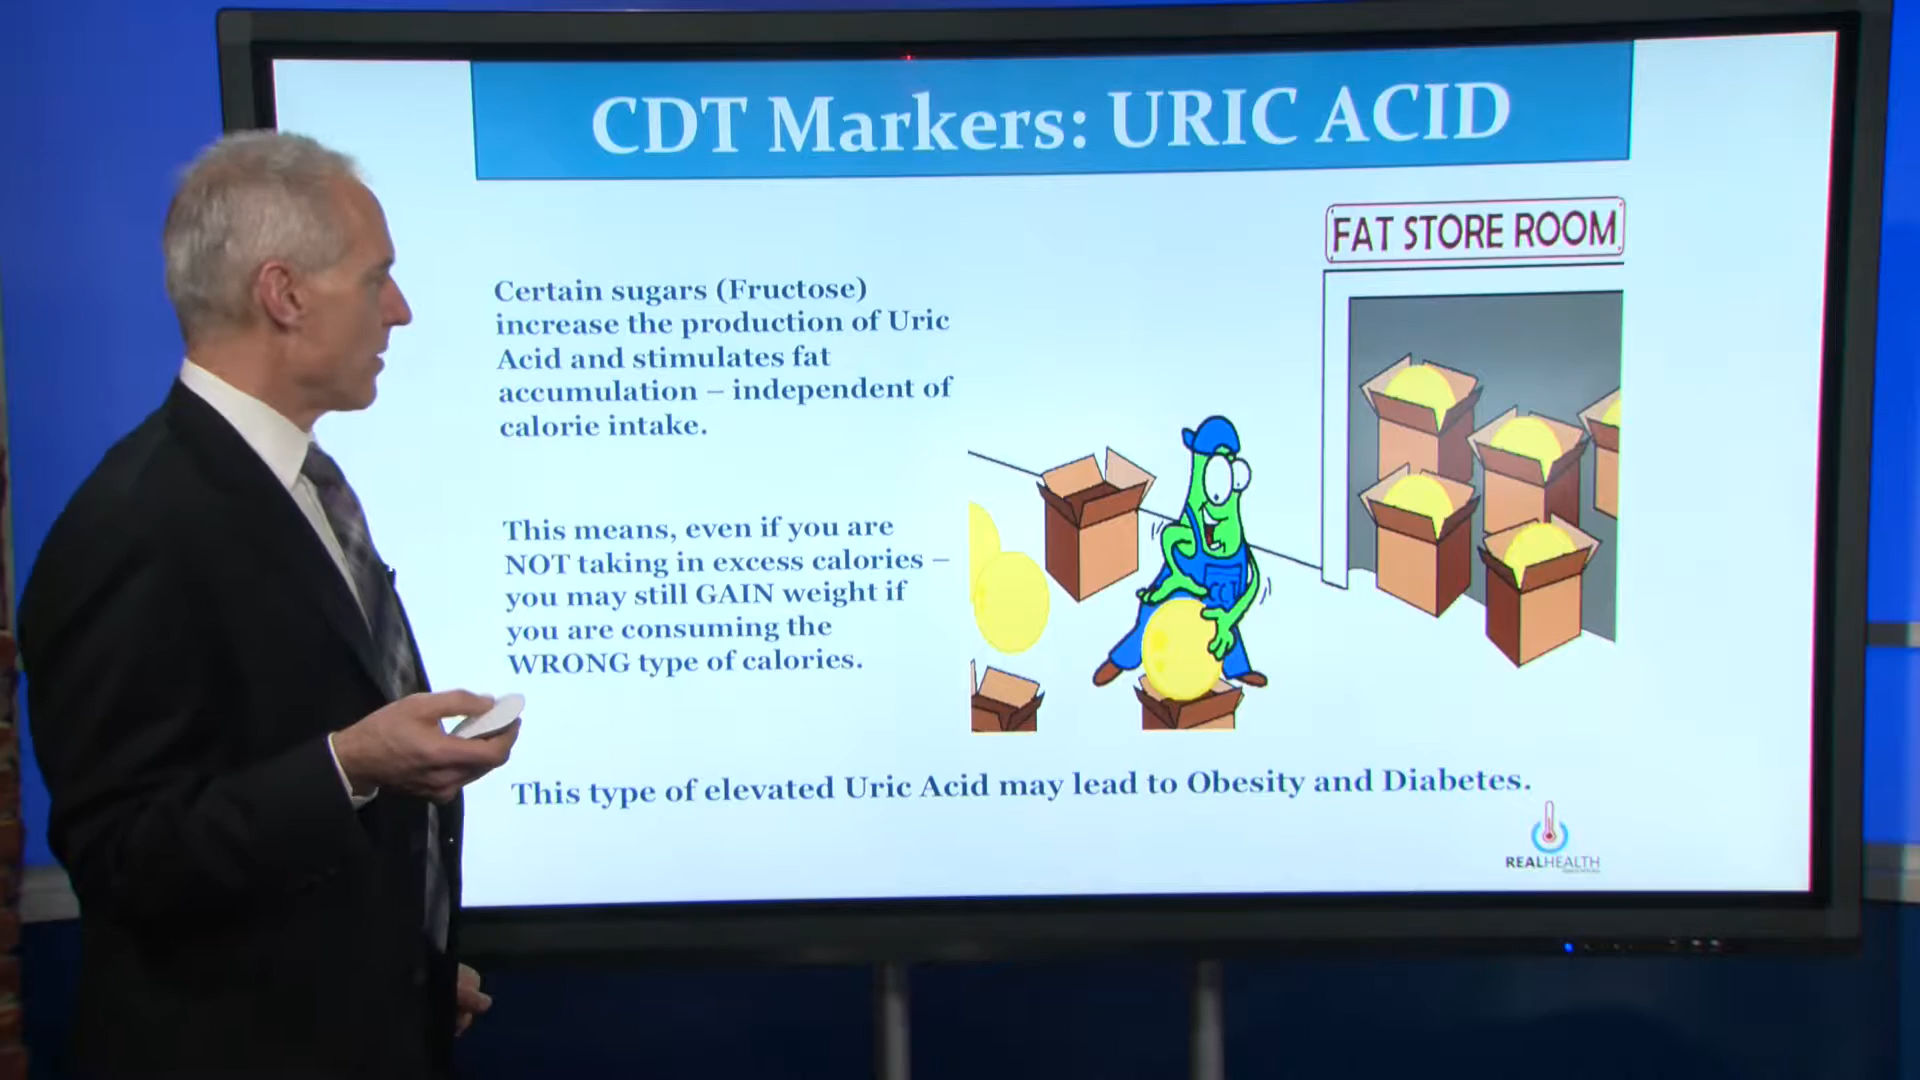 CDT Markers: URIC ACID
FAT STORE ROOM
Certain sugars (Fructose)
increase the production of Uric
Acid and stimulates fat
accumulation – independent of
calorie intake.
This means, even if you are
NOT taking in excess calories –
you may still GAIN weight if
you are consuming the
WRONG type of calories.
This type of elevated Uric Acid may lead to Obesity and Diabetes.
REALHEALTH